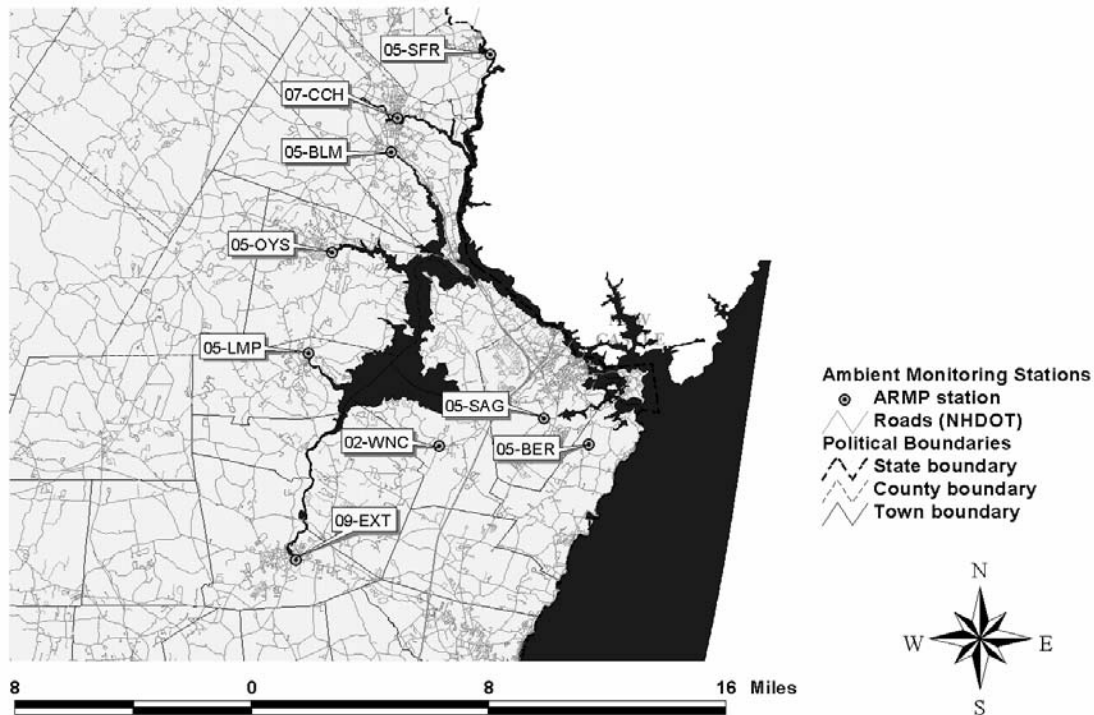 05-SFR
07-CCH
05-BLM
05-OYS
05-LMP
05-SAG
02-WNC
05-BER
09-EXT
Ambient Monitoring Stations
ARMP station
Roads (NHDOT)
Political Boundaries
State boundary
County boundary
Town boundary
N
W E
S
8 0 8 16 Miles